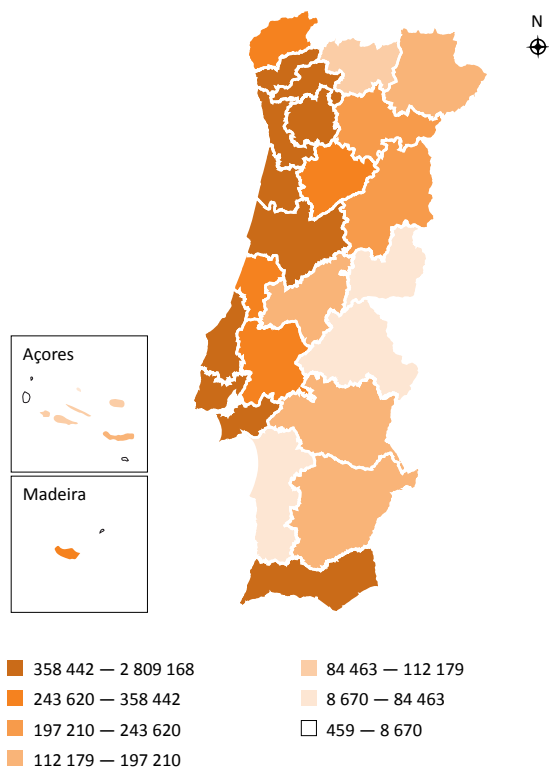 N
Açores
Madeira
358 442 — 2 809 168
243 620 — 358 442
197 210 — 243 620
112 179 — 197 210
84 463 — 112 179
8 670 — 84 463
459 — 8 670